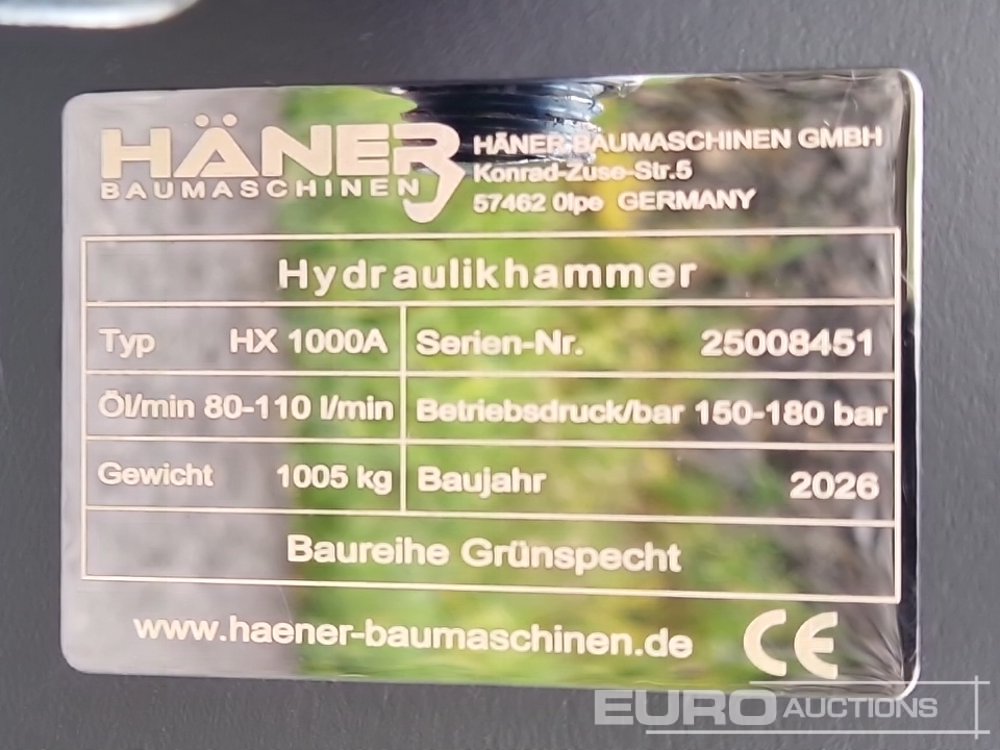 HÄNER
BAUMASCHINEN
HÄNER BAUMASCHINEN GMBH
Konrad-Zuse-Str.5
57462 Olpe GERMANY
Hydraulikhammer
Typ HX 1000A Serien-Nr. 25008451
Öl/min 80-110 l/min Betriebsdruck/bar 150-180 bar
Gewicht 1005 kg Baujahr 2026
Baureihe Grünspecht
www.haener-baumaschinen.de CE
EURO AUCTIONS